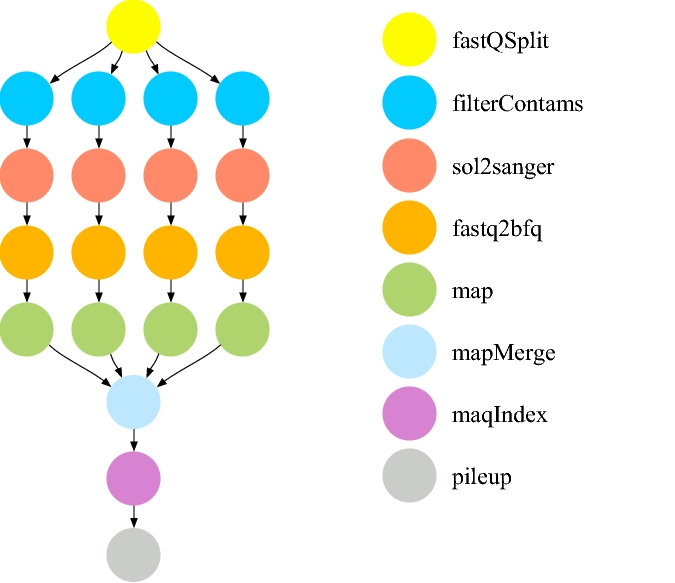 fastQSplit
filterContams
sol2sanger
fastq2bfq
map
mapMerge
maqIndex
pileup